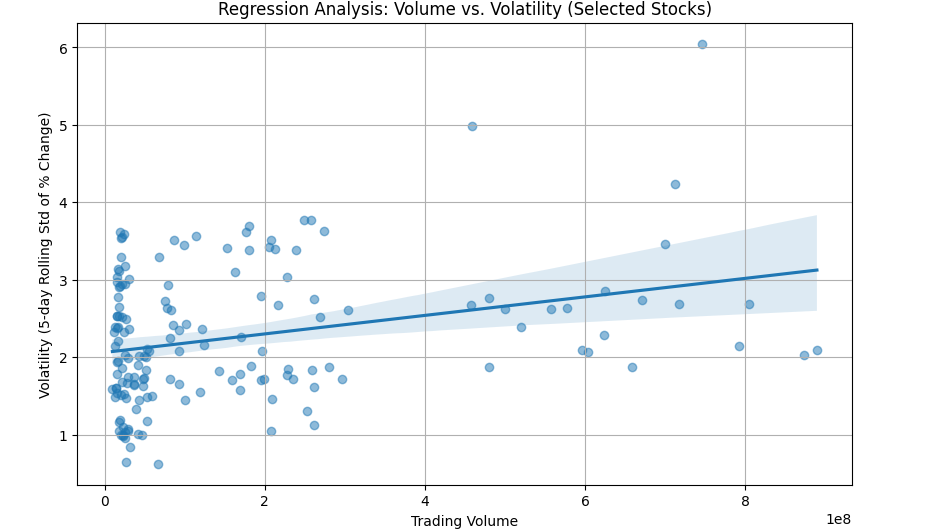 Regression Analysis: Volume vs. Volatility (Selected Stocks)
Volatility (5-day Rolling Std of % Change)
6
5
4
3
2
1
0 2 4 6 8
1e8
Trading Volume